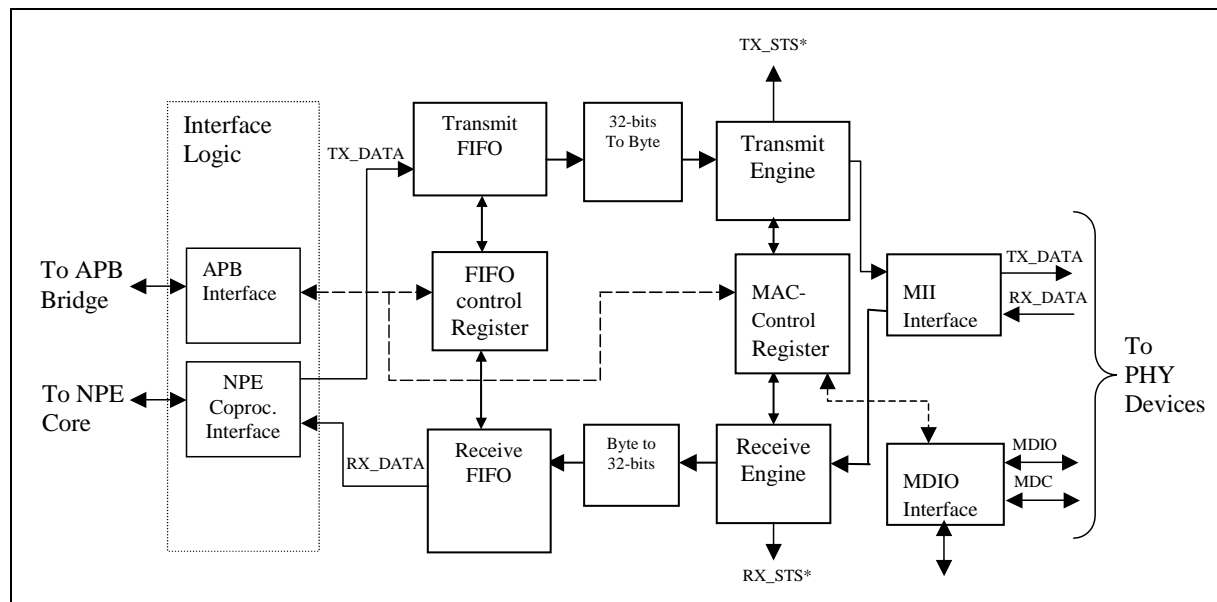 TX_STS*
Interface
Logic
TX_DATA
Transmit
FIFO
32-bits
To Byte
Transmit
Engine
To APB
Bridge
APB
Interface
FIFO
control
Register
MAC-
Control
Register
MII
Interface
TX_DATA
RX_DATA
To
PHY
Devices
To NPE
Core
NPE
Coproc.
Interface
RX_DATA
Receive
FIFO
Byte to
32-bits
Receive
Engine
MDIO
Interface
MDIO
MDC
RX_STS*